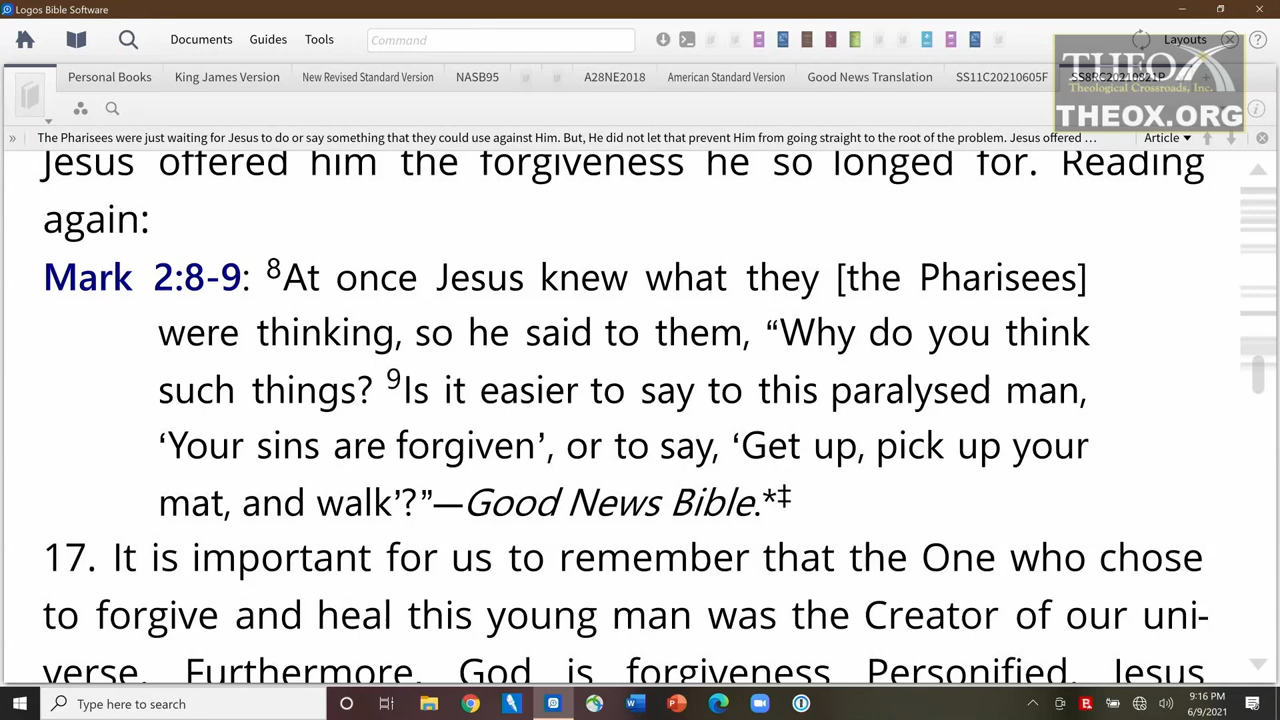 Logos Bible Software
Documents Guides Tools Command Layouts
Personal Books King James Version New Revised Standard Version NASB95 A28NE2018 American Standard Version Good News Translation SS11C20210605F SS8RC20210821P
THEOX
Theological Crossroads, Inc.
THEOX.ORG
The Pharisees were just waiting for Jesus to do or say something that they could use against Him. But, He did not let that prevent Him from going straight to the root of the problem. Jesus offered ... Article
Jesus offered him the forgiveness he so longed for. Reading
again:
Mark 2:8-9: ⁸At once Jesus knew what they [the Pharisees]
were thinking, so he said to them, “Why do you think
such things? ⁹Is it easier to say to this paralysed man,
‘Your sins are forgiven’, or to say, ‘Get up, pick up your
mat, and walk’?”—Good News Bible.*‡
17. It is important for us to remember that the One who chose
to forgive and heal this young man was the Creator of our uni-
verse. Furthermore, God is forgiveness Personified. Jesus
Type here to search
9:16 PM
6/9/2021